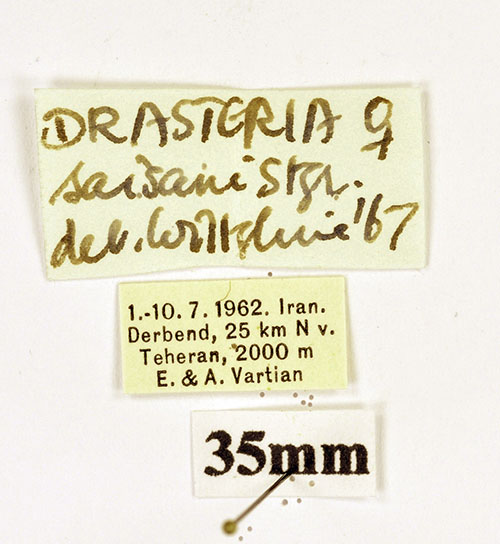 DRASTERIA ♀
saisani Stgr.
det. Wiltshire '67
1.-10. 7. 1962. Iran.
Derbend, 25 km N v.
Teheran, 2000 m
E. & A. Vartian
35mm